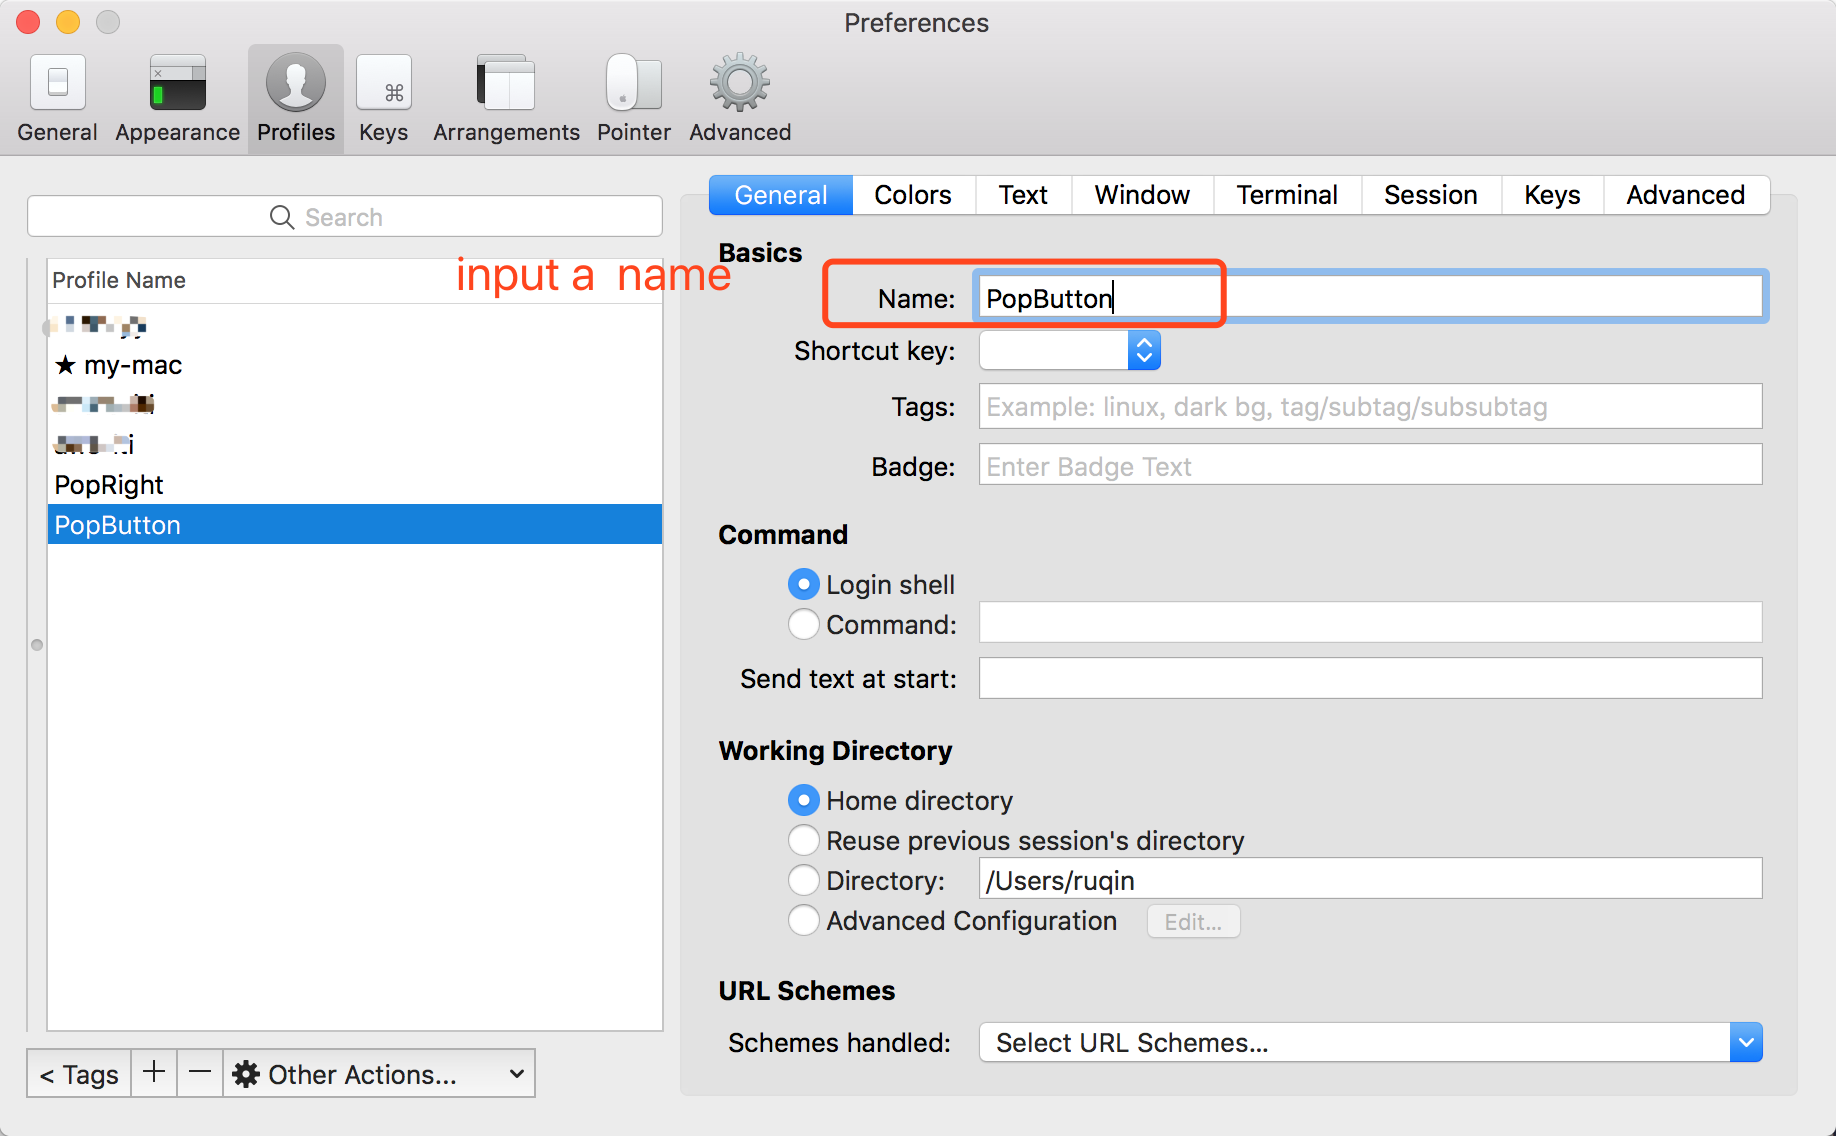 Preferences
General Appearance Profiles Keys Arrangements Pointer Advanced
Search
Profile Name
★ my-mac
PopRight
PopButton
< Tags + − Other Actions...
input a name
General Colors Text Window Terminal Session Keys Advanced
Basics
Name: PopButton
Shortcut key:
Tags: Example: linux, dark bg, tag/subtag/subsubtag
Badge: Enter Badge Text
Command
Login shell
Command:
Send text at start:
Working Directory
Home directory
Reuse previous session's directory
Directory: /Users/ruqin
Advanced Configuration Edit...
URL Schemes
Schemes handled: Select URL Schemes...